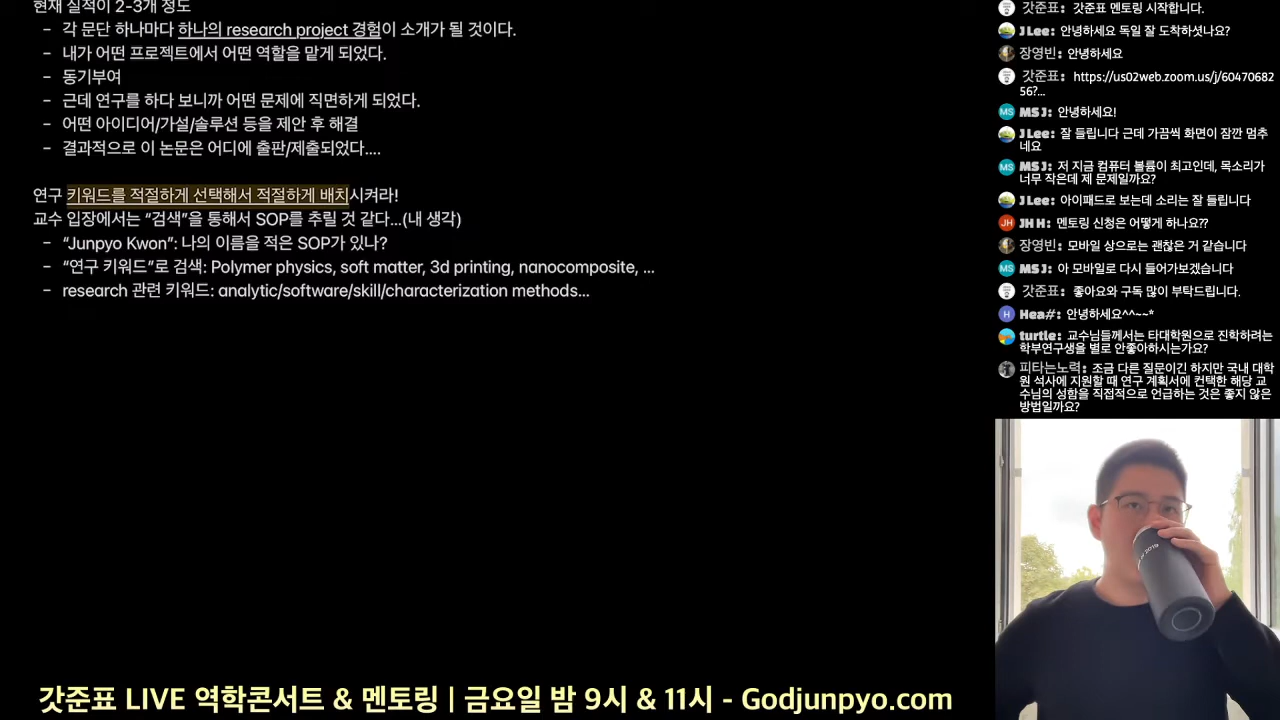 현재 실적이 2-3개 정도
- 각 문단 하나마다 하나의 research project 경험이 소개가 될 것이다.
- 내가 어떤 프로젝트에서 어떤 역할을 맡게 되었다.
- 동기부여
- 근데 연구를 하다 보니까 어떤 문제에 직면하게 되었다.
- 어떤 아이디어/가설/솔루션 등을 제안 후 해결
- 결과적으로 이 논문은 어디에 출판/제출되었다....
연구 키워드를 적절하게 선택해서 적절하게 배치시켜라!
교수 입장에서는 “검색”을 통해서 SOP를 추릴 것 같다...(내 생각)
- “Junpyo Kwon”: 나의 이름을 적은 SOP가 있나?
- “연구 키워드”로 검색: Polymer physics, soft matter, 3d printing, nanocomposite, ...
- research 관련 키워드: analytic/software/skill/characterization methods...
갓준표: 갓준표 멘토링 시작합니다.
J Lee: 안녕하세요 독일 잘 도착하셧나요?
장영빈: 안녕하세요
갓준표: https://us02web.zoom.us/j/60470682
56?...
MS MS J: 안녕하세요!
J Lee: 잘 들립니다 근데 가끔씩 화면이 잠깐 멈추
네요
MS MS J: 저 지금 컴퓨터 볼륨이 최고인데, 목소리가
너무 작은데 제 문제일까요?
J Lee: 아이패드로 보는데 소리는 잘 들립니다
JH JH H: 멘토링 신청은 어떻게 하나요??
장영빈: 모바일 상으로는 괜찮은 거 같습니다
MS MS J: 아 모바일로 다시 들어가보겠습니다
갓준표: 좋아요와 구독 많이 부탁드립니다.
H Hea#: 안녕하세요^^~~*
turtle: 교수님들께서는 타대학원으로 진학하려는
학부연구생을 별로 안좋아하시는가요?
피타는노력: 조금 다른 질문이긴 하지만 국내 대학
원 석사에 지원할 때 연구 계획서에 컨택한 해당 교
수님의 성함을 직접적으로 언급하는 것은 좋지 않은
방법일까요?
갓준표 LIVE 역학콘서트 & 멘토링 | 금요일 밤 9시 & 11시 - Godjunpyo.com